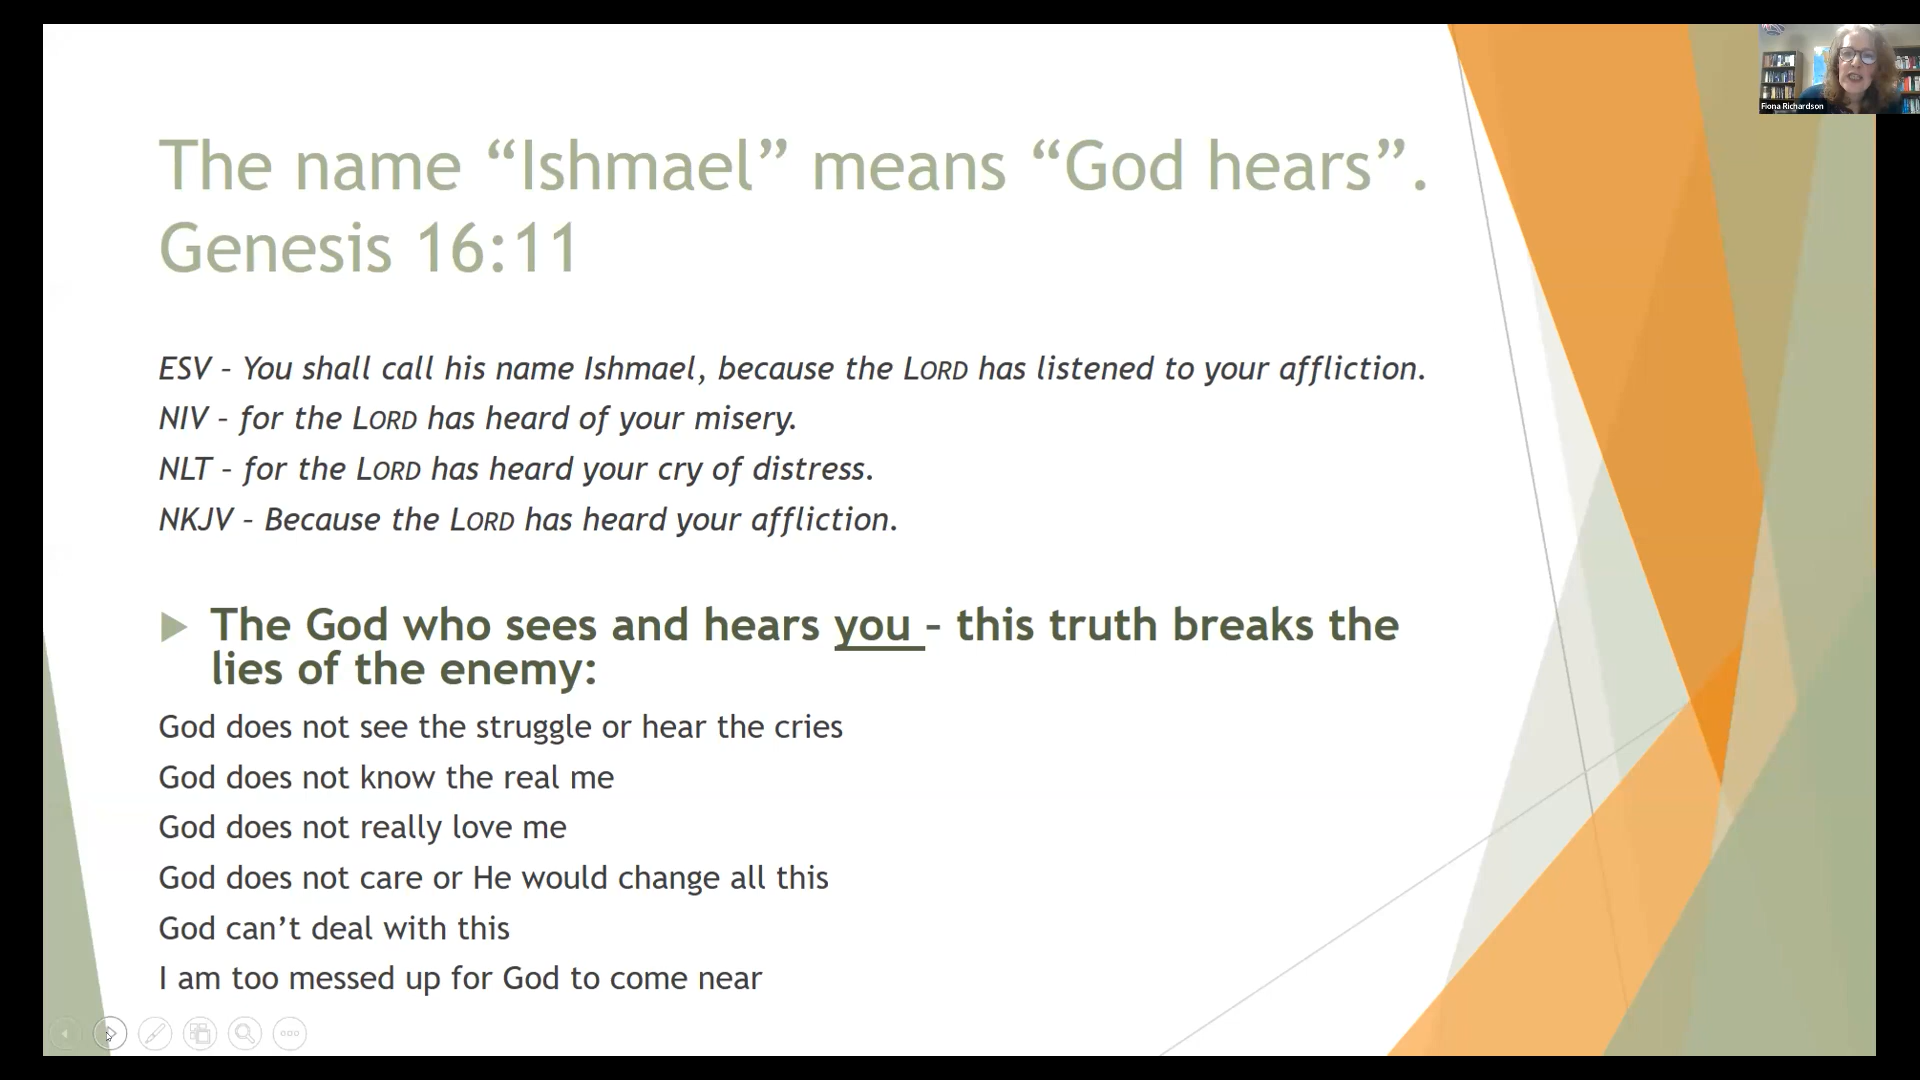 Fiona Richardson
The name “Ishmael” means “God hears”.
Genesis 16:11
ESV – You shall call his name Ishmael, because the LORD has listened to your affliction.
NIV – for the LORD has heard of your misery.
NLT – for the LORD has heard your cry of distress.
NKJV – Because the LORD has heard your affliction.
The God who sees and hears you – this truth breaks the
lies of the enemy:
God does not see the struggle or hear the cries
God does not know the real me
God does not really love me
God does not care or He would change all this
God can’t deal with this
I am too messed up for God to come near